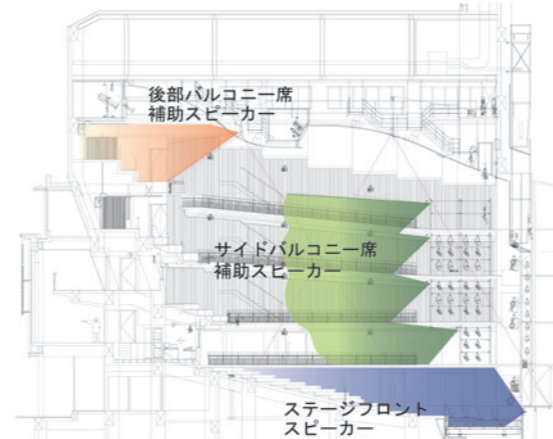 後部バルコニー席
補助スピーカー
サイドバルコニー席
補助スピーカー
ステージフロント
スピーカー